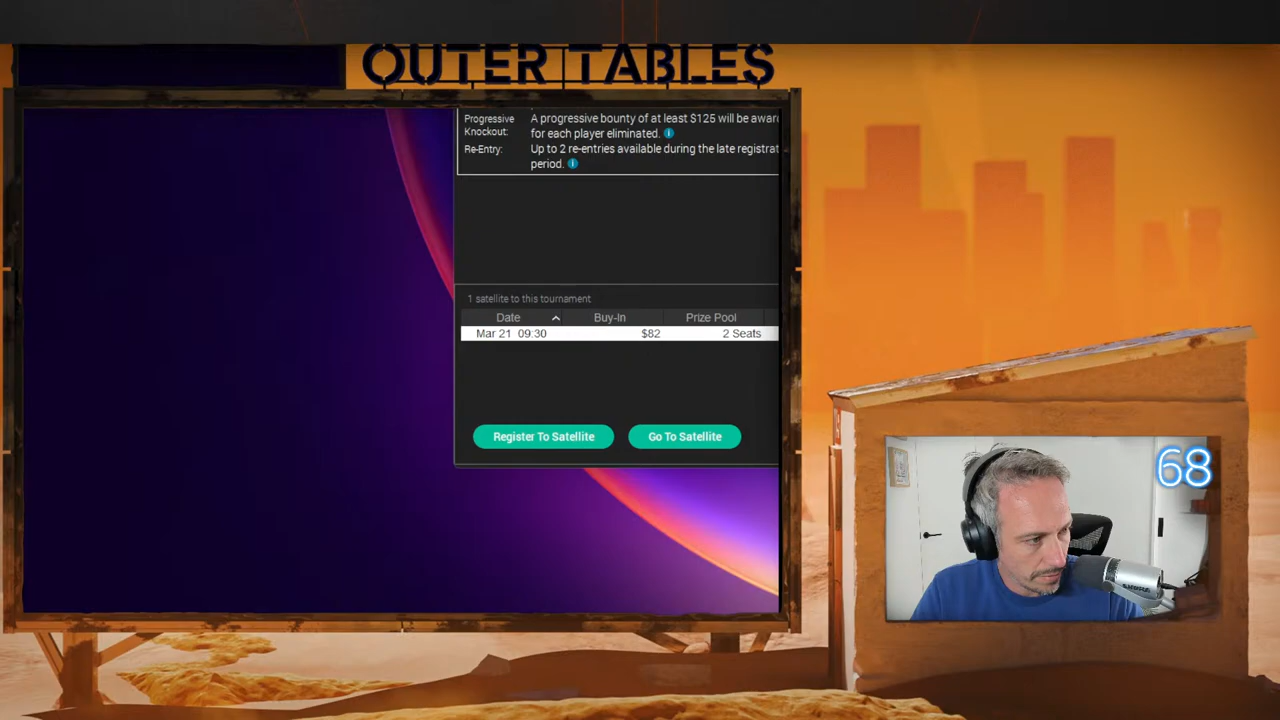 OUTER TABLES
Progressive Knockout:
A progressive bounty of at least $125 will be awar
for each player eliminated.
Re-Entry:
Up to 2 re-entries available during the late registrat
period.
1 satellite to this tournament
Date Buy-In Prize Pool
Mar 21 09:30 $82 2 Seats
Register To Satellite Go To Satellite
68